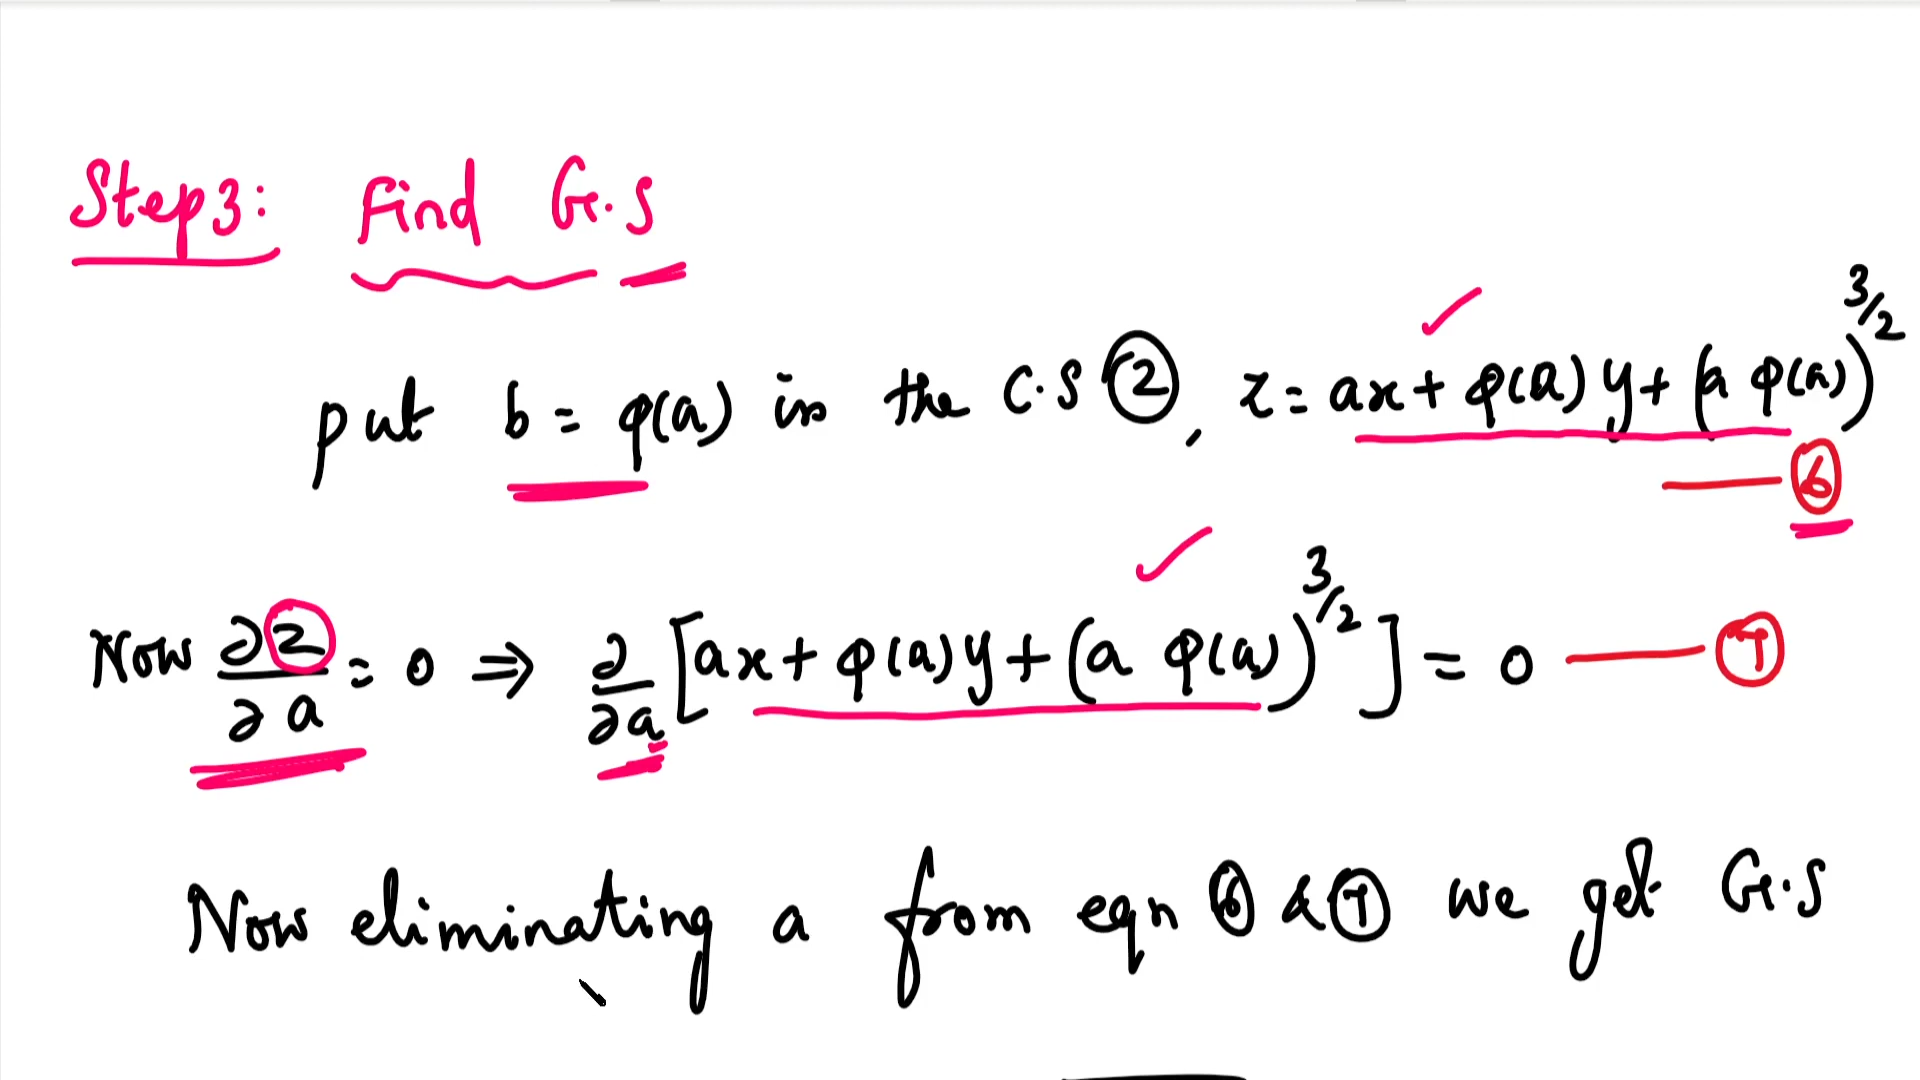 Step3: Find G.S
put b = φ(a) in the C.S ②, z = ax + φ(a) y + (a φ(a))^3/2
—— ⑥
Now ∂z/∂a = 0 ⇒ ∂/∂a [ax + φ(a)y + (a φ(a))^3/2] = 0 —— ⑦
Now eliminating a from eqn ⑥ & ⑦ we get G.S